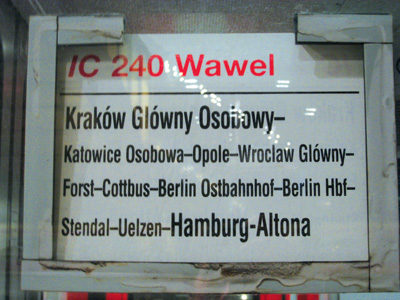 IC 240 Wawel
Kraków Glówny Osobowy–
Katowice Osobowa–Opole–Wroclaw Glówny–
Forst–Cottbus–Berlin Ostbahnhof–Berlin Hbf–
Stendal–Uelzen–Hamburg-Altona